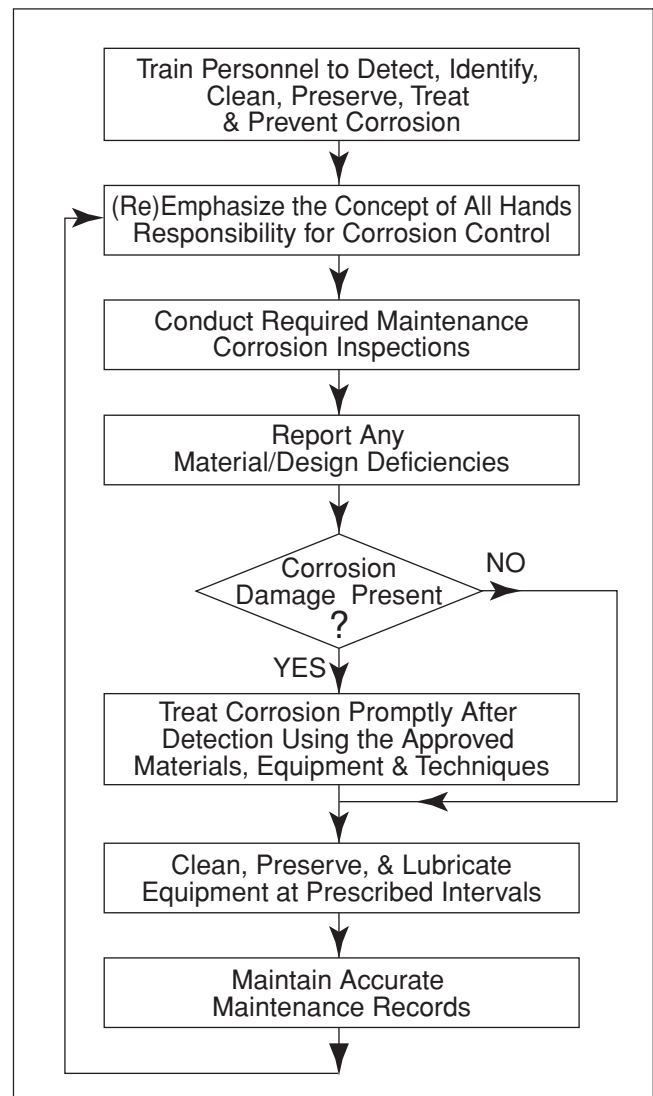 Train Personnel to Detect, Identify,
Clean, Preserve, Treat
& Prevent Corrosion
(Re)Emphasize the Concept of All Hands
Responsibility for Corrosion Control
Conduct Required Maintenance
Corrosion Inspections
Report Any
Material/Design Deficiencies
Corrosion
Damage Present
?
NO
YES
Treat Corrosion Promptly After
Detection Using the Approved
Materials, Equipment & Techniques
Clean, Preserve, & Lubricate
Equipment at Prescribed Intervals
Maintain Accurate
Maintenance Records